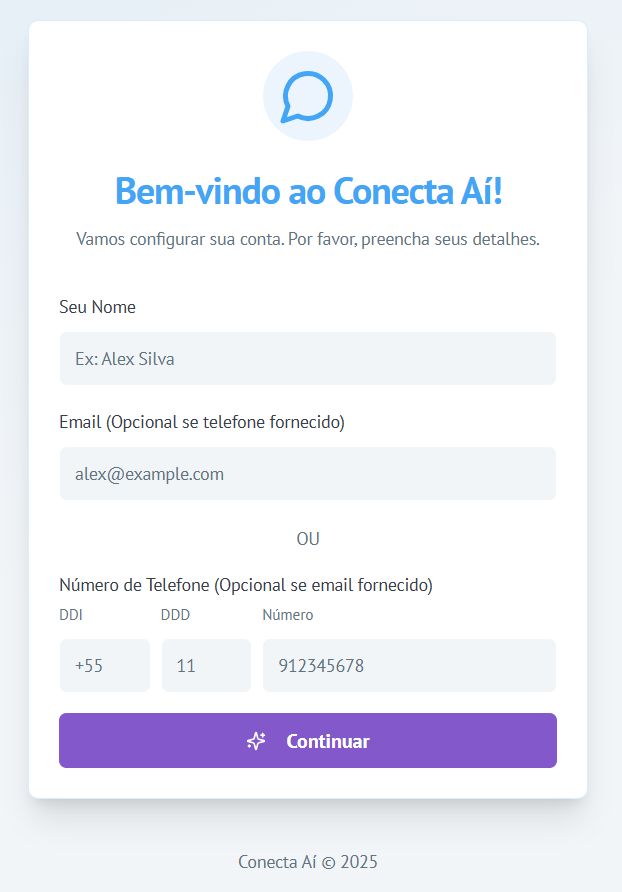 Bem-vindo ao Conecta Aí!
Vamos configurar sua conta. Por favor, preencha seus detalhes.
Seu Nome
Ex: Alex Silva
Email (Opcional se telefone fornecido)
alex@example.com
OU
Número de Telefone (Opcional se email fornecido)
DDI DDD Número
+55 11 912345678
Continuar
Conecta Aí © 2025